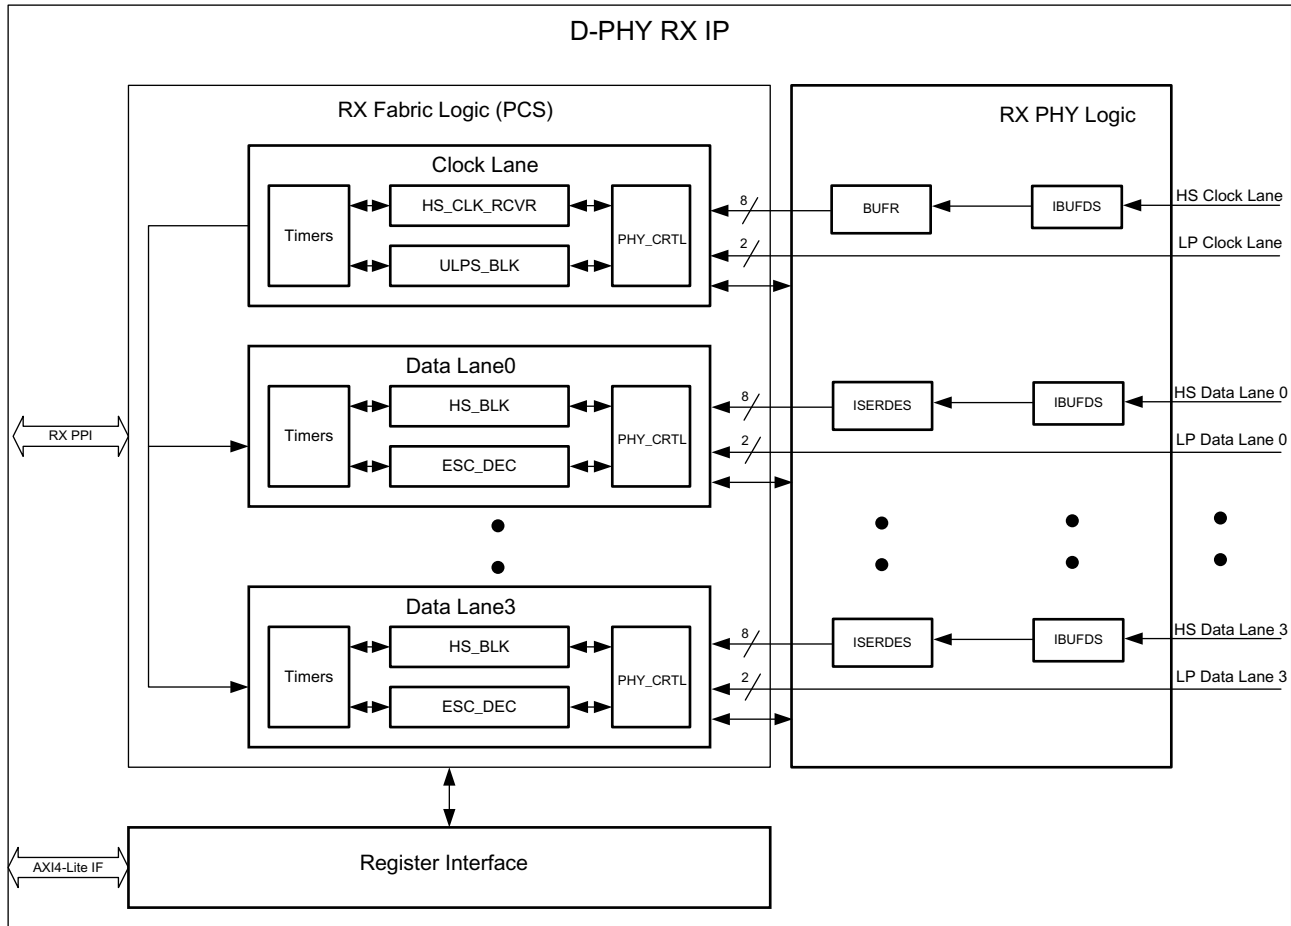 D-PHY RX IP
RX Fabric Logic (PCS)
RX PHY Logic
Clock Lane
Timers
HS_CLK_RCVR
ULPS_BLK
PHY_CRTL
8
2
BUFR
IBUFDS
HS Clock Lane
LP Clock Lane
Data Lane0
Timers
HS_BLK
ESC_DEC
PHY_CRTL
8
2
ISERDES
IBUFDS
HS Data Lane 0
LP Data Lane 0
RX PPI
Data Lane3
Timers
HS_BLK
ESC_DEC
PHY_CRTL
8
2
ISERDES
IBUFDS
HS Data Lane 3
LP Data Lane 3
AXI4-Lite IF
Register Interface